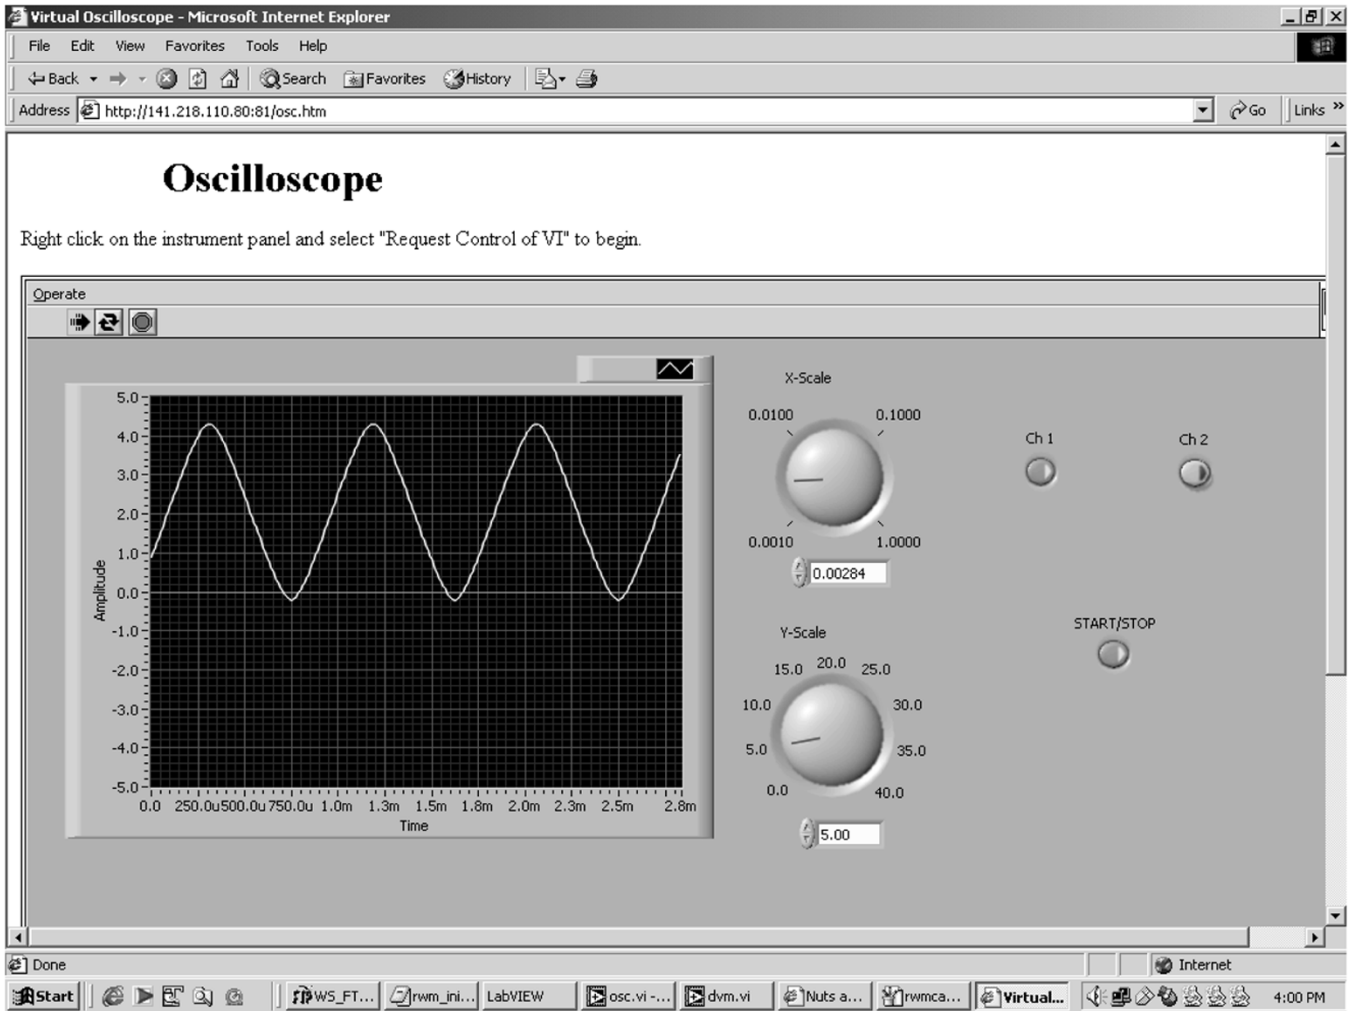 Virtual Oscilloscope - Microsoft Internet Explorer
File Edit View Favorites Tools Help
Back Search Favorites History
Address http://141.218.110.80:81/osc.htm Go Links »
Oscilloscope
Right click on the instrument panel and select "Request Control of VI" to begin.
Operate
X-Scale
0.0100 0.1000
0.0010 1.0000
0.00284
Ch 1 Ch 2
START/STOP
Y-Scale
0.0 5.0 10.0 15.0 20.0 25.0 30.0 35.0 40.0
5.00
Amplitude
5.0
4.0
3.0
2.0
1.0
0.0
-1.0
-2.0
-3.0
-4.0
-5.0
0.0 250.0u 500.0u 750.0u 1.0m 1.3m 1.5m 1.8m 2.0m 2.3m 2.5m 2.8m
Time
Done Internet
Start WS_FT... rwm_ini... LabVIEW osc.vi -... dvm.vi Nuts a... rwmca... Virtual... 4:00 PM